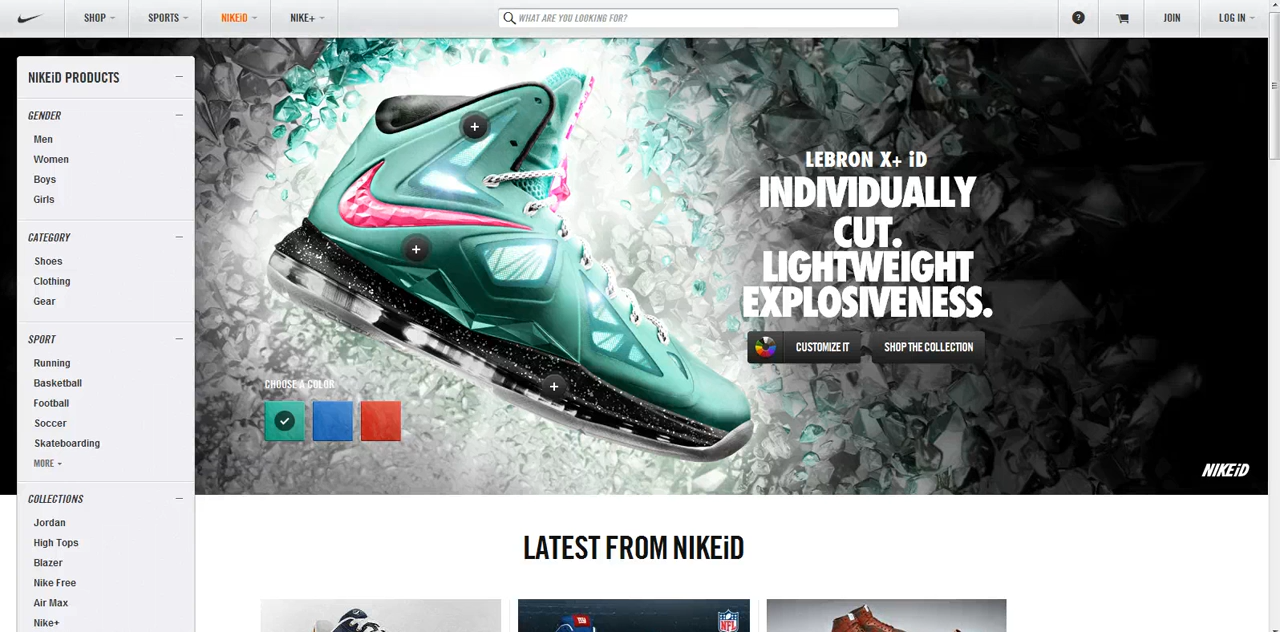 SHOP
SPORTS
NIKEiD
NIKE+
WHAT ARE YOU LOOKING FOR?
?
JOIN
LOG IN
NIKEiD PRODUCTS
GENDER
Men
Women
Boys
Girls
CATEGORY
Shoes
Clothing
Gear
SPORT
Running
Basketball
Football
Soccer
Skateboarding
MORE
COLLECTIONS
Jordan
High Tops
Blazer
Nike Free
Air Max
Nike+
LEBRON X+ iD
INDIVIDUALLY
CUT.
LIGHTWEIGHT
EXPLOSIVENESS.
CUSTOMIZE IT
SHOP THE COLLECTION
CHOOSE A COLOR
NIKEiD
LATEST FROM NIKEiD
NFL